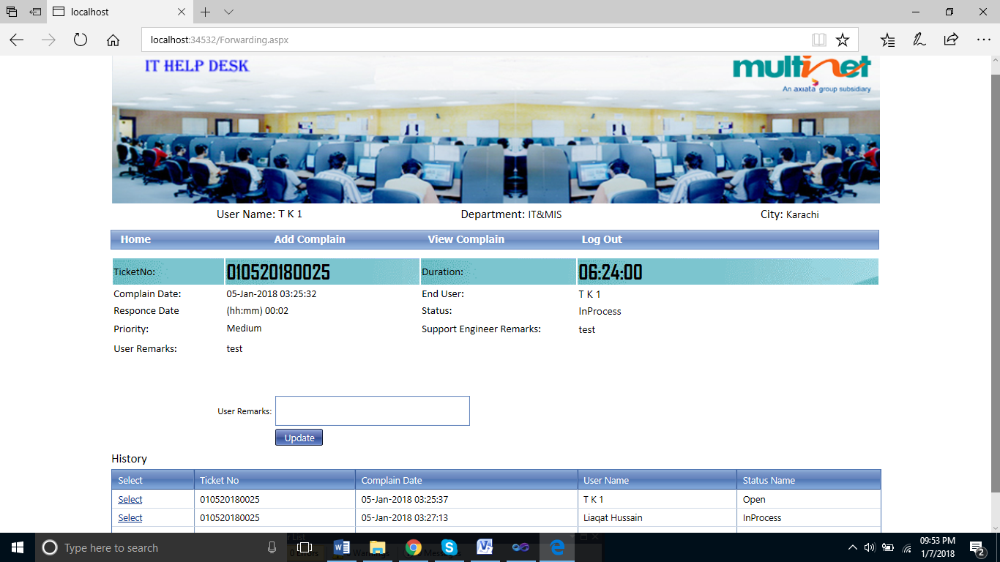 localhost
localhost:34532/Forwarding.aspx
IT HELP DESK
multinet
An axiata group subsidiary
User Name: T K 1 Department: IT&MIS City: Karachi
Home Add Complain View Complain Log Out
TicketNo: 010520180025 Duration: 06:24:00
Complain Date: 05-Jan-2018 03:25:32 End User: T K 1
Responce Date (hh:mm) 00:02 Status: InProcess
Priority: Medium Support Engineer Remarks: test
User Remarks: test
User Remarks:
Update
History
Select Ticket No Complain Date User Name Status Name
Select 010520180025 05-Jan-2018 03:25:37 T K 1 Open
Select 010520180025 05-Jan-2018 03:27:13 Liaqat Hussain InProcess
Type here to search
0 Errors
09:53 PM
1/7/2018
2